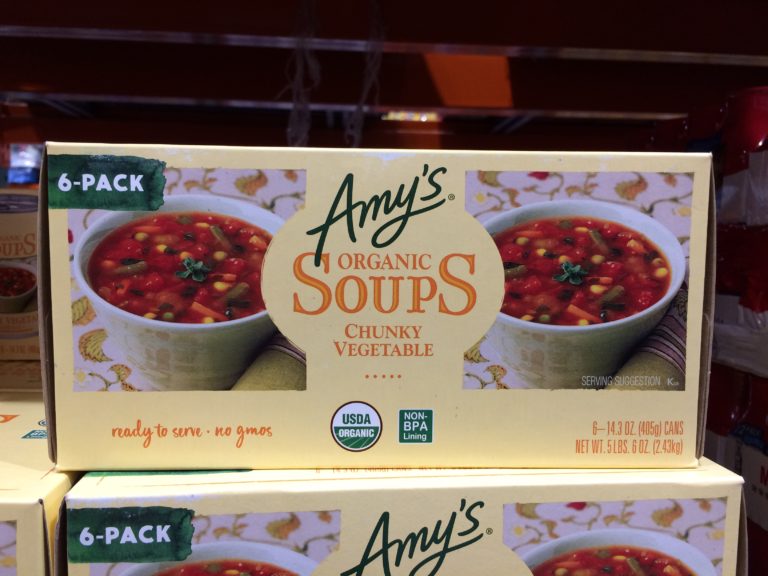 6-PACK
Amy's®
ORGANIC
SOUPS
CHUNKY
VEGETABLE
SERVING SUGGESTION K
ready to serve • no gmos
USDA
ORGANIC
NON-
BPA
Lining
6–14.3 OZ. (405g) CANS
NET WT. 5 LBS. 6 OZ. (2.43kg)
6-PACK
Amy's®